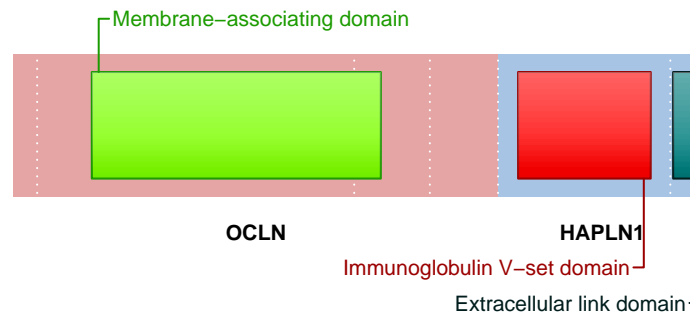 Membrane−associating domain
OCLN
HAPLN1
Immunoglobulin V−set domain
Extracellular link domain